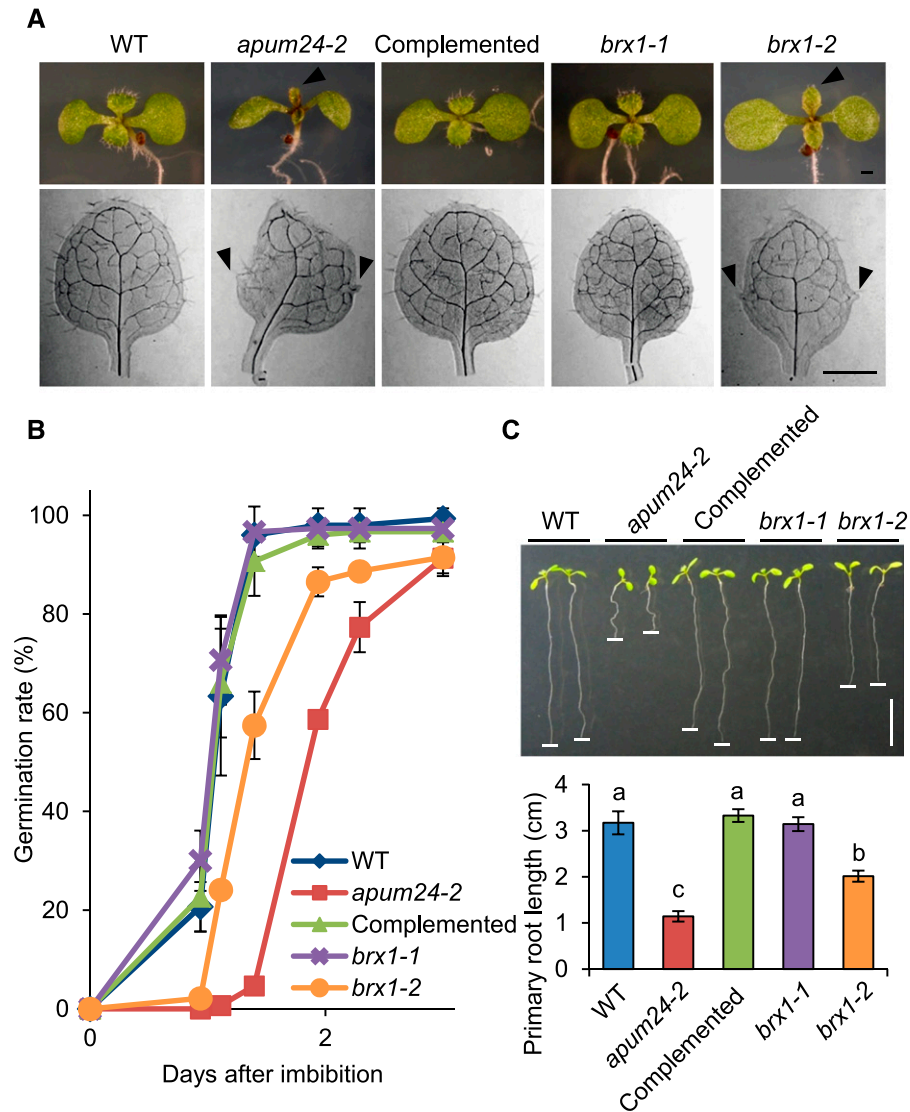 A
WT
apum24-2
Complemented
brx1-1
brx1-2
B
Germination rate (%)
100
80
60
40
20
0
0
2
Days after imbibition
WT
apum24-2
Complemented
brx1-1
brx1-2
C
WT
apum24-2
Complemented
brx1-1
brx1-2
Primary root length (cm)
4
3
2
1
0
a
c
a
a
b
WT
apum24-2
Complemented
brx1-1
brx1-2